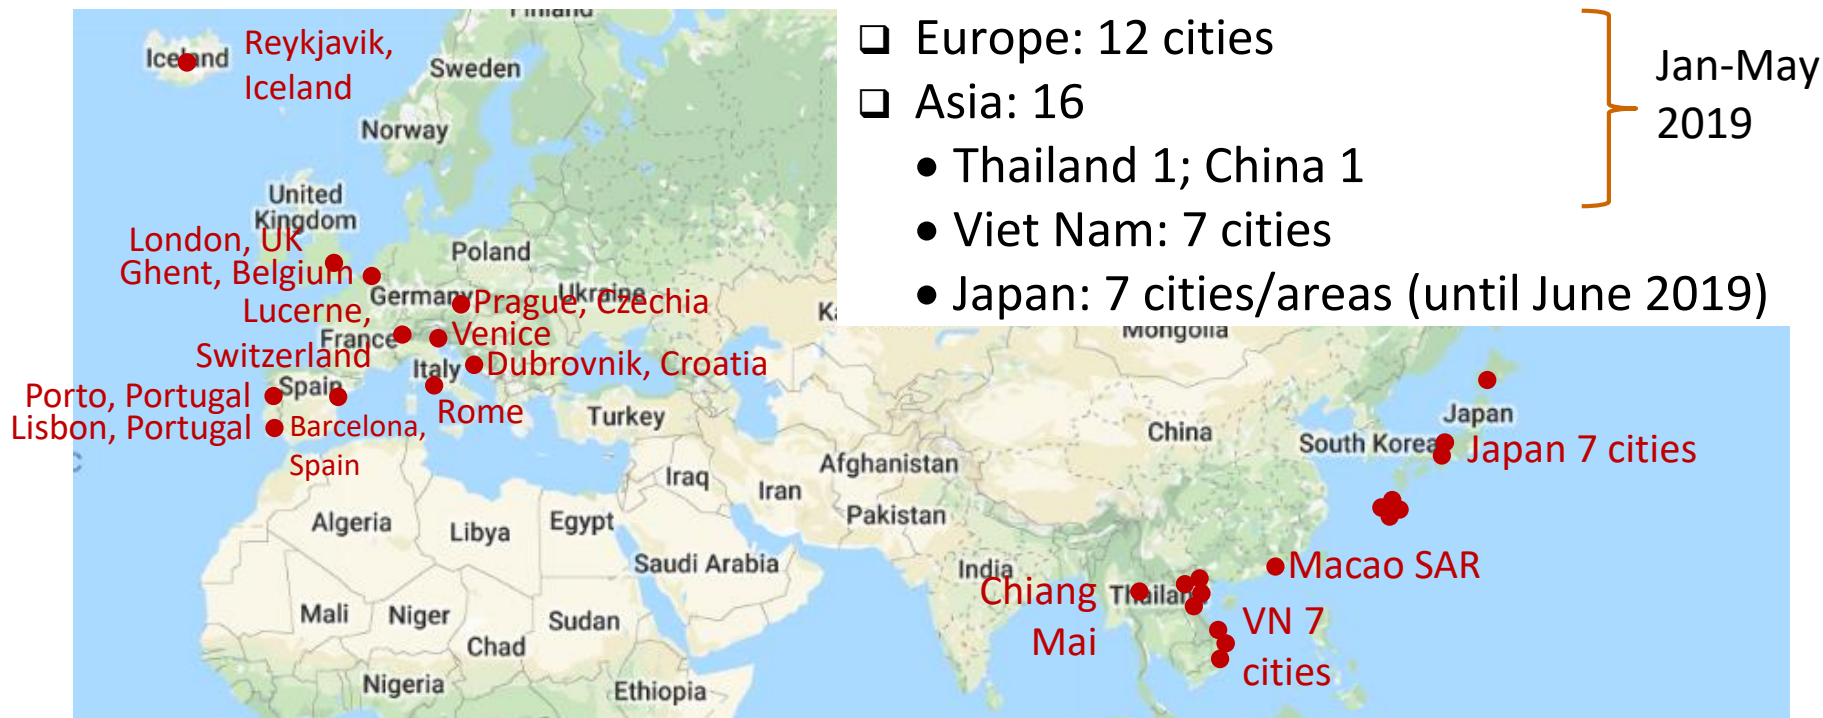 Finland
Iceland
Reykjavik,
Iceland
Sweden
Norway
❑ Europe: 12 cities
❑ Asia: 16
• Thailand 1; China 1
• Viet Nam: 7 cities
• Japan: 7 cities/areas (until June 2019)
Jan-May
2019
United
Kingdom
London, UK
Ghent, Belgium
Poland
Germany
Prague, Czechia
Ukraine
Lucerne,
Switzerland
France
Venice
Italy
Dubrovnik, Croatia
Porto, Portugal
Spain
Lisbon, Portugal
Barcelona,
Spain
Rome
Turkey
Mongolia
Japan
China
South Korea
Japan 7 cities
Afghanistan
Iraq
Iran
Pakistan
Algeria
Libya
Egypt
Saudi Arabia
India
Macao SAR
Chiang
Mai
Thailand
VN 7
cities
Mali
Niger
Sudan
Chad
Nigeria
Ethiopia